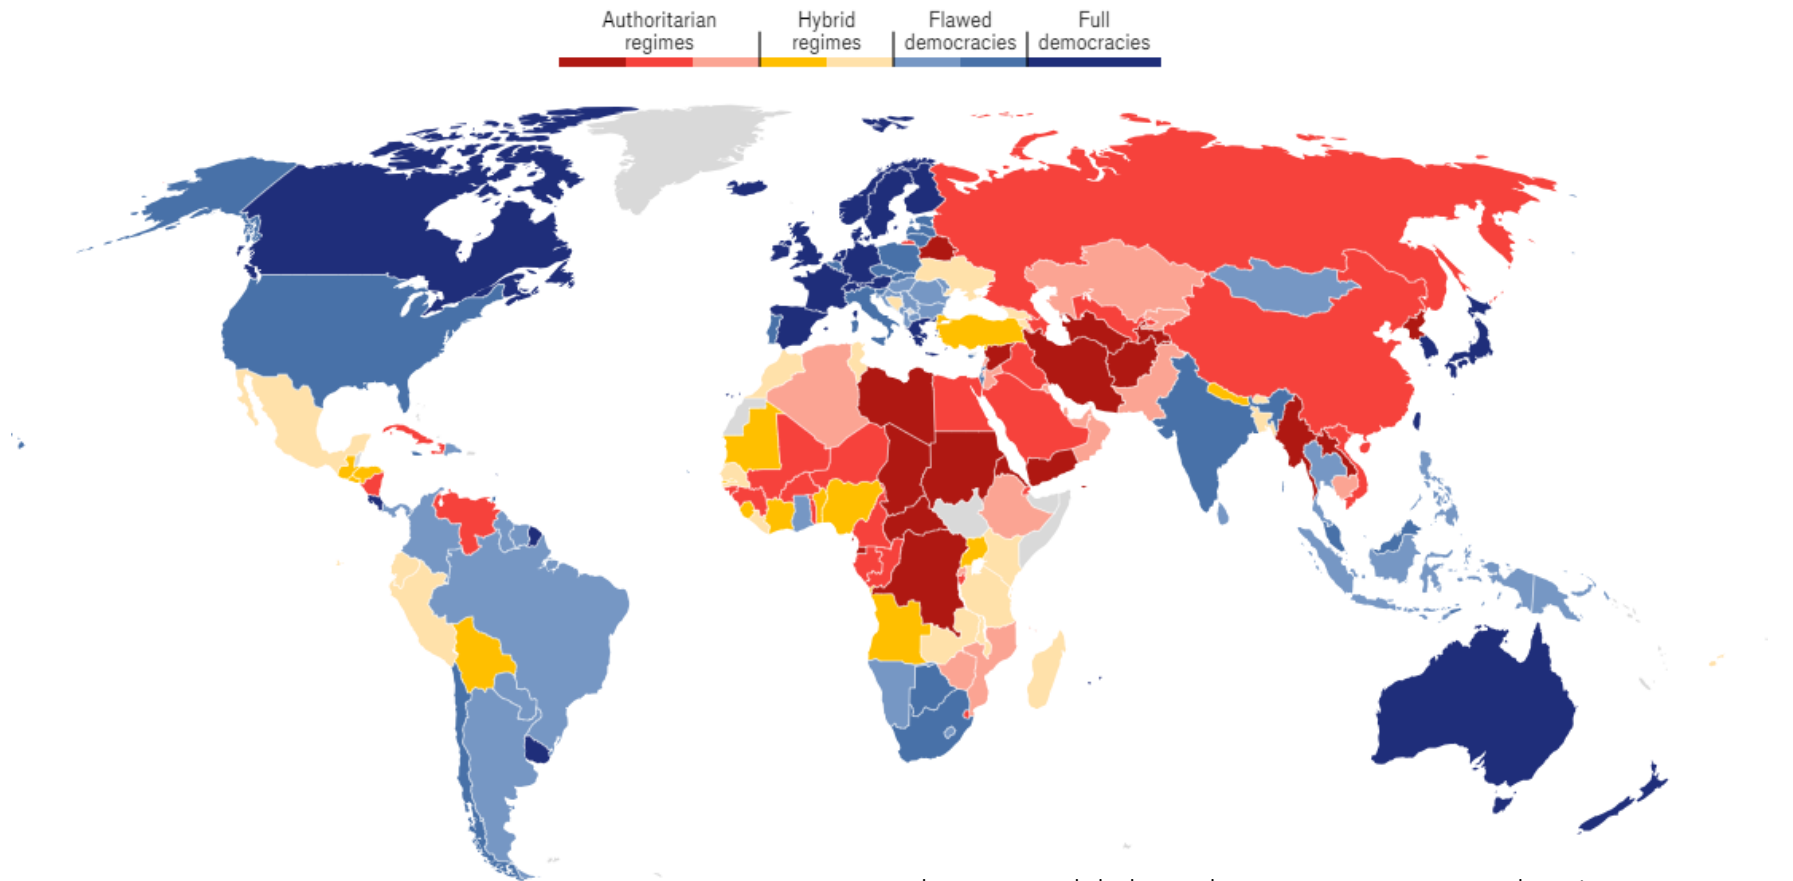 Authoritarian
regimes
Hybrid
regimes
Flawed
democracies
Full
democracies